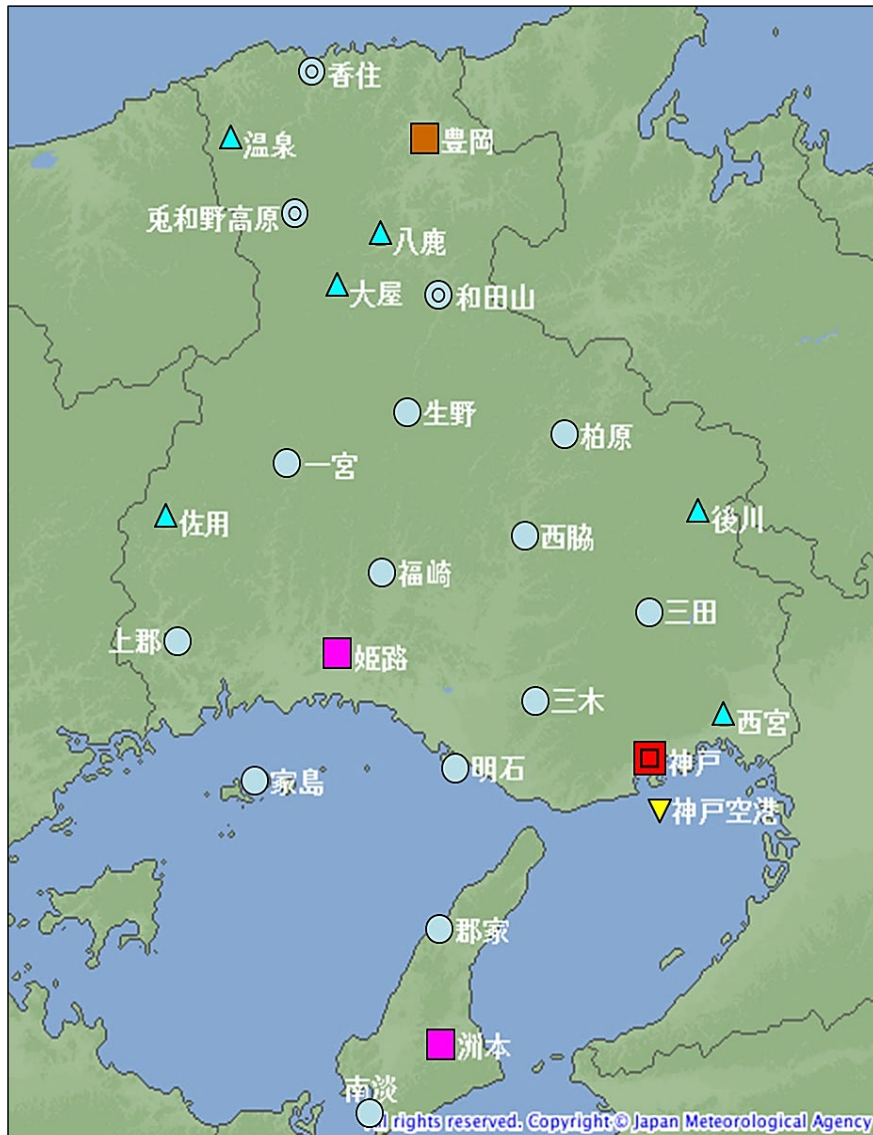 香住
温泉
豊岡
兎和野高原
八鹿
大屋
和田山
生野
柏原
一宮
佐用
後川
西脇
福崎
三田
上郡
姫路
三木
西宮
神戸
明石
家島
神戸空港
郡家
洲本
南淡
All rights reserved. Copyright © Japan Meteorological Agency